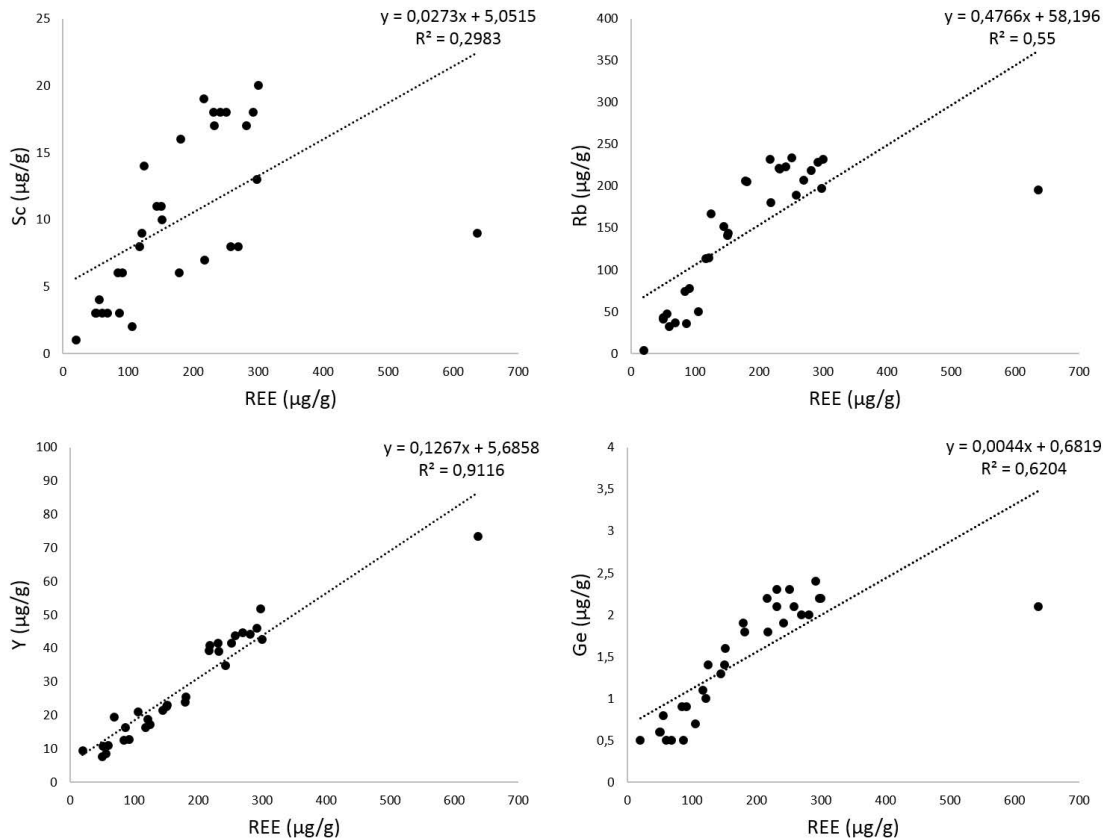 y = 0,0273x + 5,0515
R² = 0,2983
25
20
15
10
5
0
Sc (µg/g)
0 100 200 300 400 500 600 700
REE (µg/g)
y = 0,4766x + 58,196
R² = 0,55
400
350
300
250
200
150
100
50
0
Rb (µg/g)
0 100 200 300 400 500 600 700
REE (µg/g)
y = 0,1267x + 5,6858
R² = 0,9116
100
90
80
70
60
50
40
30
20
10
0
Y (µg/g)
0 100 200 300 400 500 600 700
REE (µg/g)
y = 0,0044x + 0,6819
R² = 0,6204
4
3,5
3
2,5
2
1,5
1
0,5
0
Ge (µg/g)
0 100 200 300 400 500 600 700
REE (µg/g)